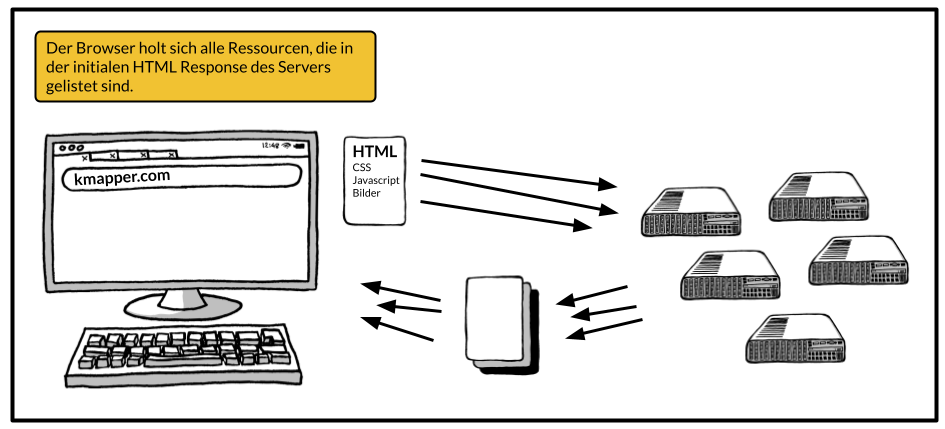 Der Browser holt sich alle Ressourcen, die in
der initialen HTML Response des Servers
gelistet sind.
12:48
x x x x
kmapper.com
HTML
CSS
Javascript
Bilder